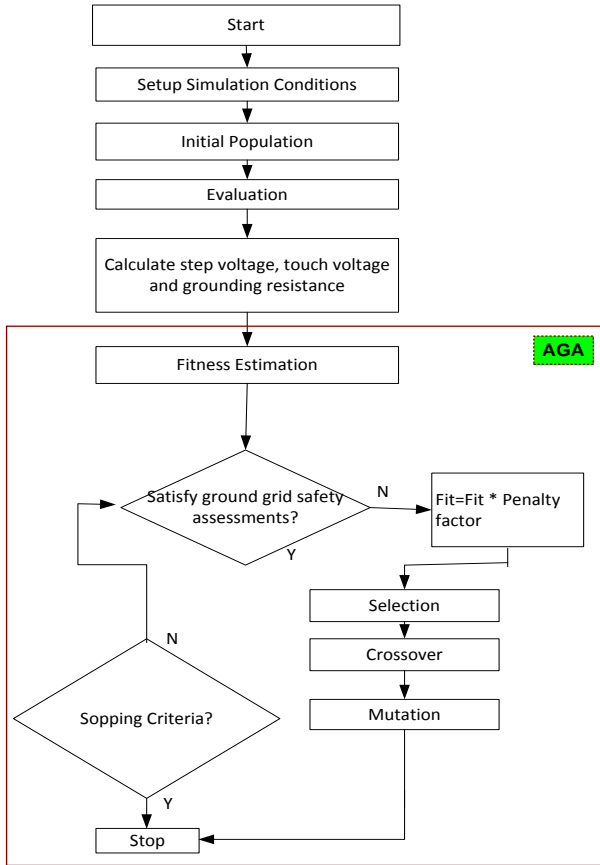 Start
Setup Simulation Conditions
Initial Population
Evaluation
Calculate step voltage, touch voltage
and grounding resistance
AGA
Fitness Estimation
Satisfy ground grid safety
assessments?
N
Y
Fit=Fit * Penalty
factor
Selection
Crossover
Mutation
N
Sopping Criteria?
Y
Stop